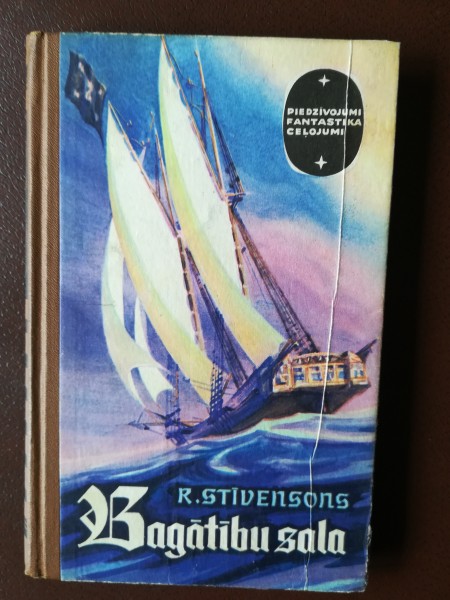 PIEDZĪVOJUMI
FANTASTIKA
CEĻOJUMI
R.STĪVENSONS
Bagātību sala